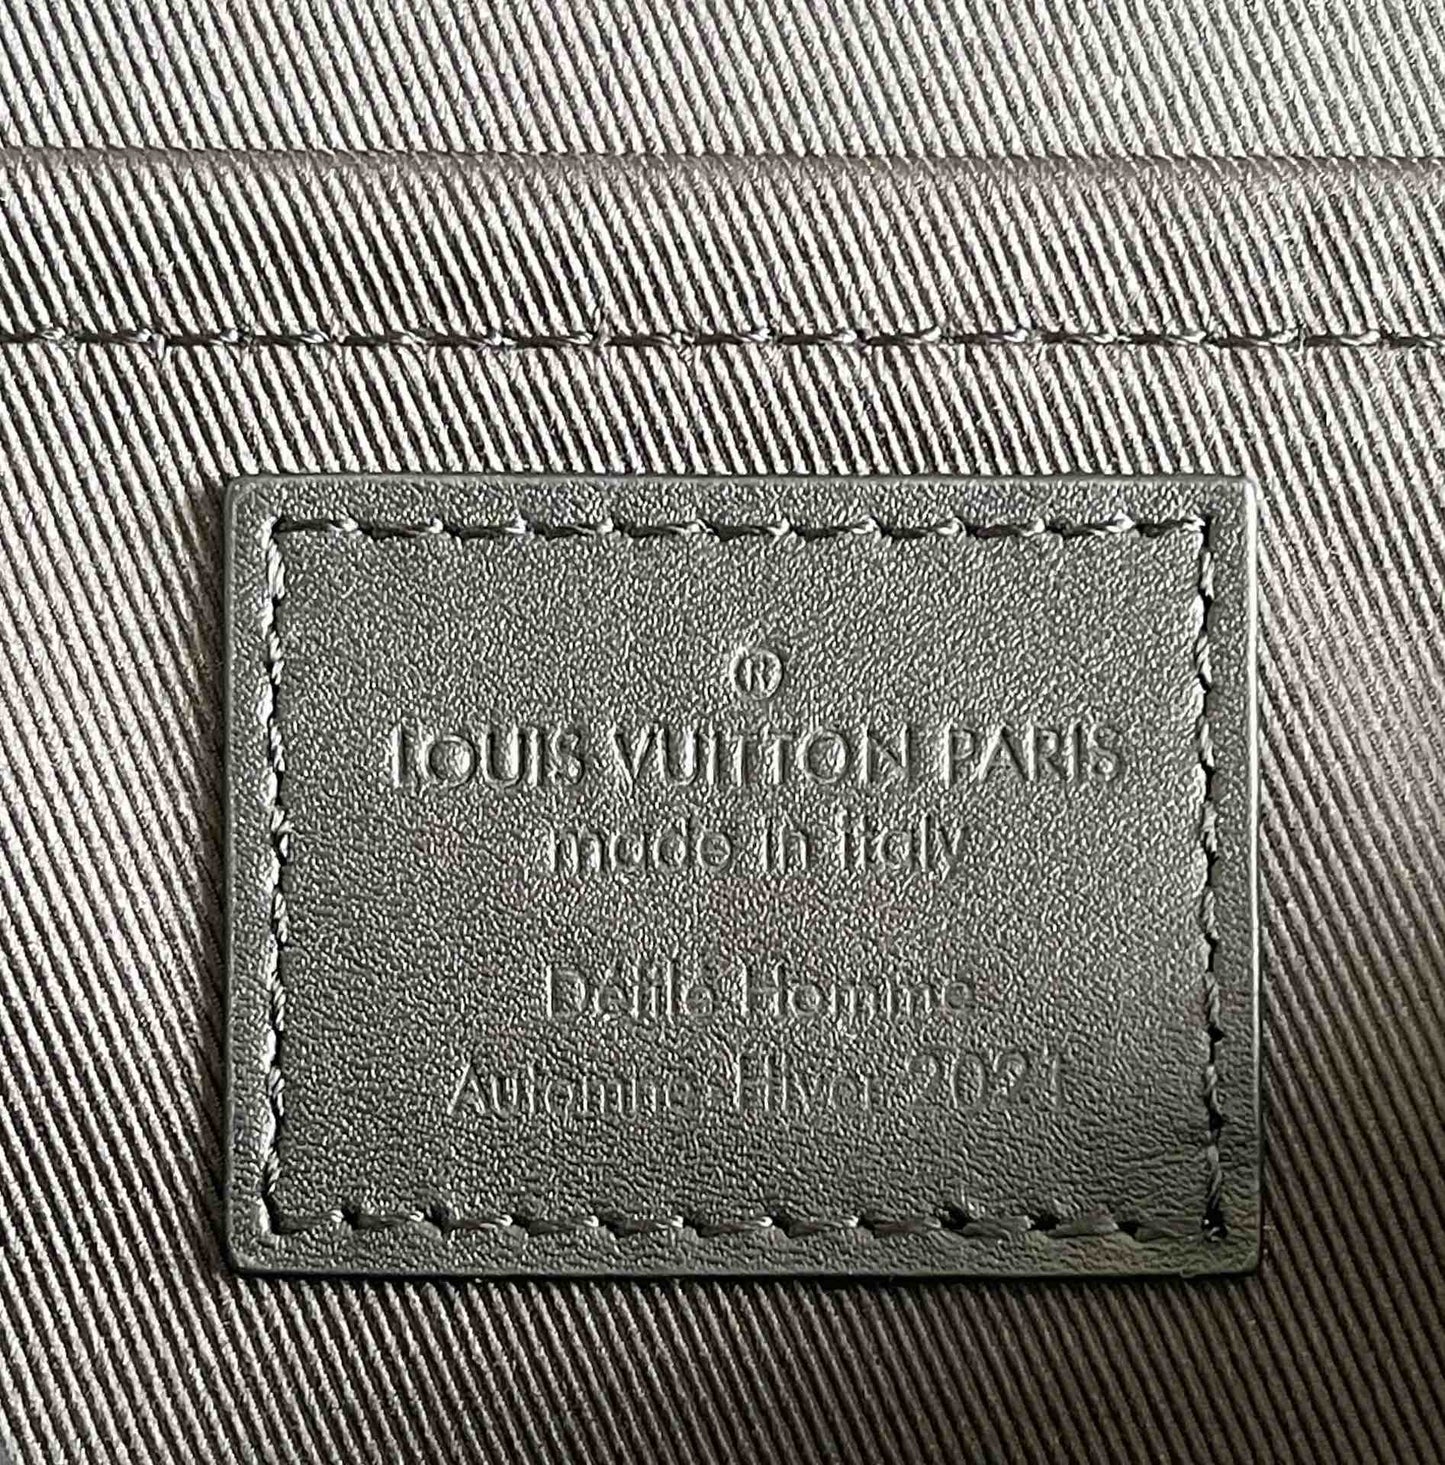 ®
LOUIS VUITTON PARIS
made in Italy
Défilé Homme
Automne-Hiver 2021